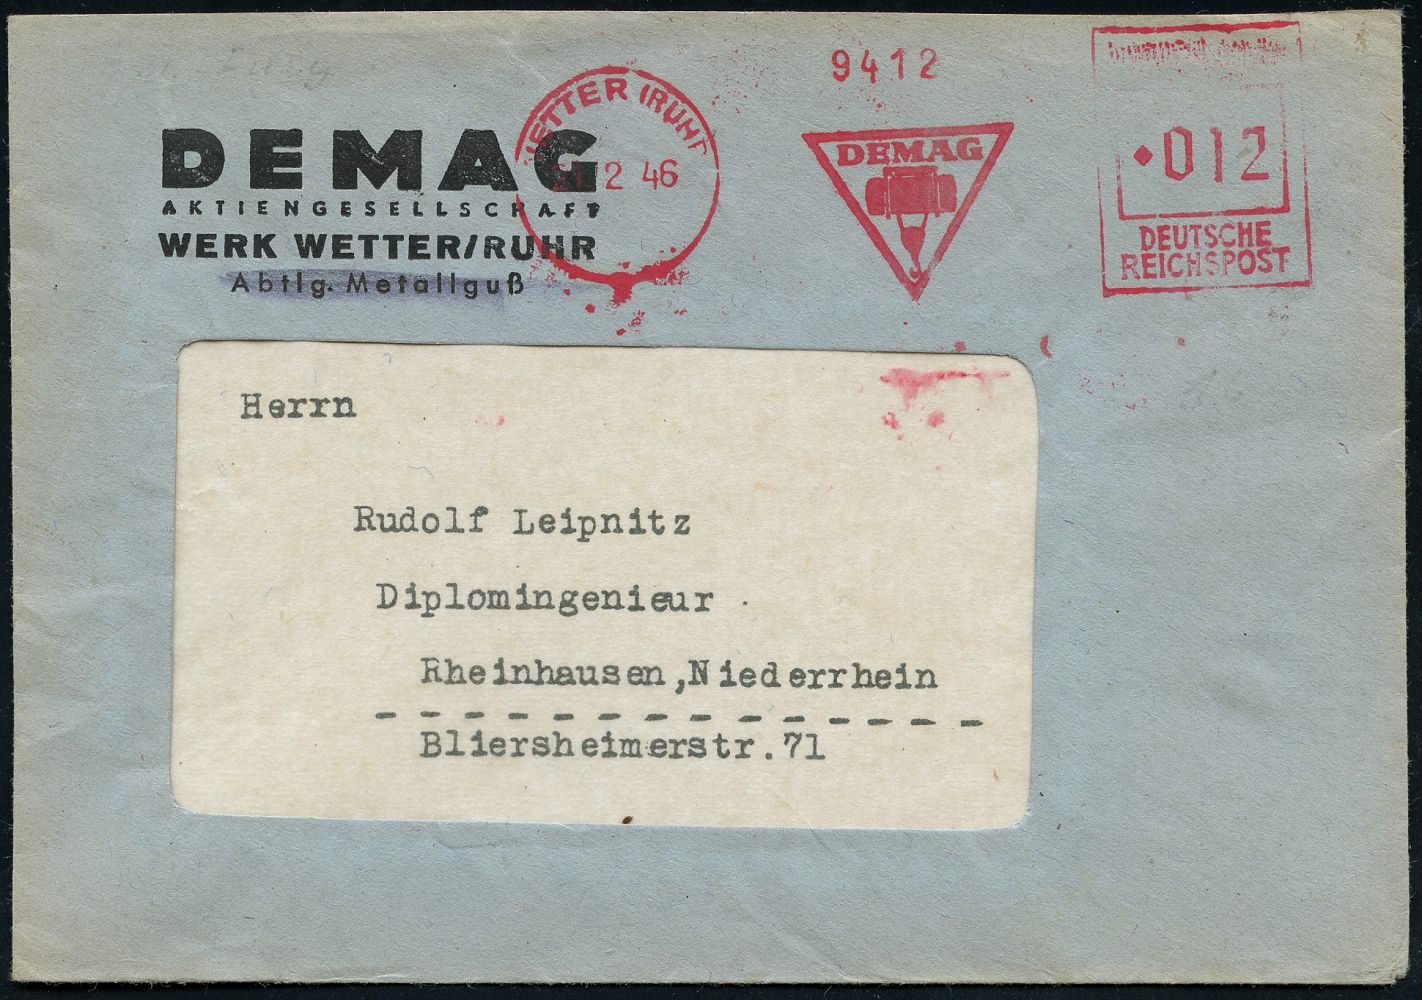 9412
DEMAG
AKTIENGESELLSCHAFT
WERK WETTER/RUHR
Abtlg. Metallguß
WETTER (RUHR)
2 46
DEMAG
012
DEUTSCHE
REICHSPOST
Herrn
Rudolf Leipnitz
Diplomingenieur
Rheinhausen,Niederrhein
Bliersheimerstr.71